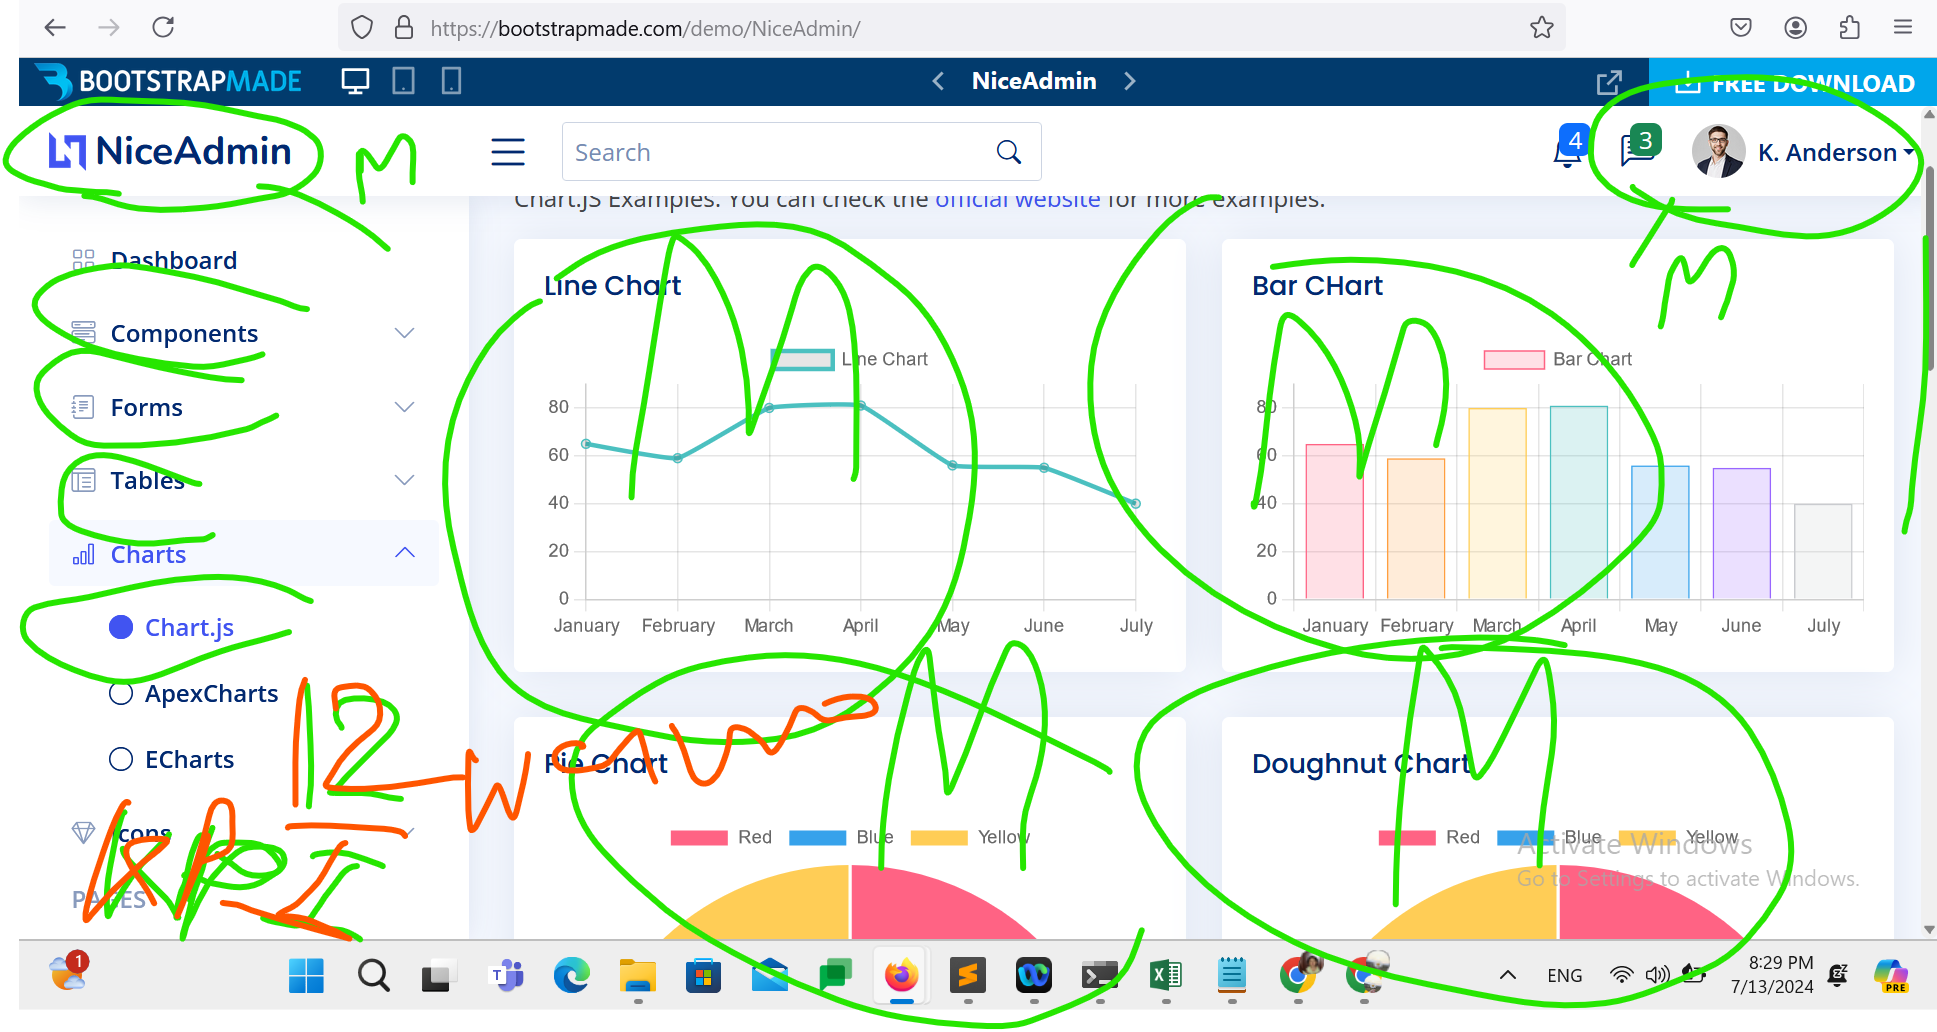 https://bootstrapmade.com/demo/NiceAdmin/
BOOTSTRAPMADE
NiceAdmin
FREE DOWNLOAD
NiceAdmin
M
Search
4
3
K. Anderson
Chart.JS Examples. You can check the official website for more examples.
M
Dashboard
Components
Forms
Tables
Charts
Chart.js
ApexCharts
ECharts
Icons
PAGES
12
KPI
Line Chart
M
Line Chart
80
60
40
20
0
January February March April May June July
Bar CHart
M
Bar Chart
80
60
40
20
0
January February March April May June July
Pie Chart
M
Red Blue Yellow
Doughnut Chart
M
Red Blue Yellow
Activate Windows
Go to Settings to activate Windows.
1
ENG
8:29 PM
7/13/2024
PRE